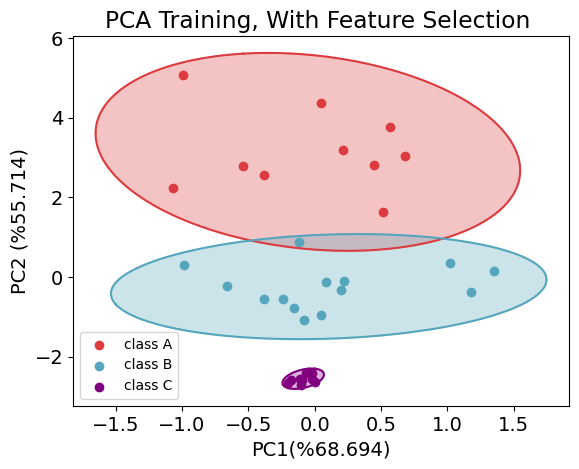 PCA Training, With Feature Selection
6
4
2
0
−2
PC2 (%55.714)
class A
class B
class C
−1.5 −1.0 −0.5 0.0 0.5 1.0 1.5
PC1(%68.694)